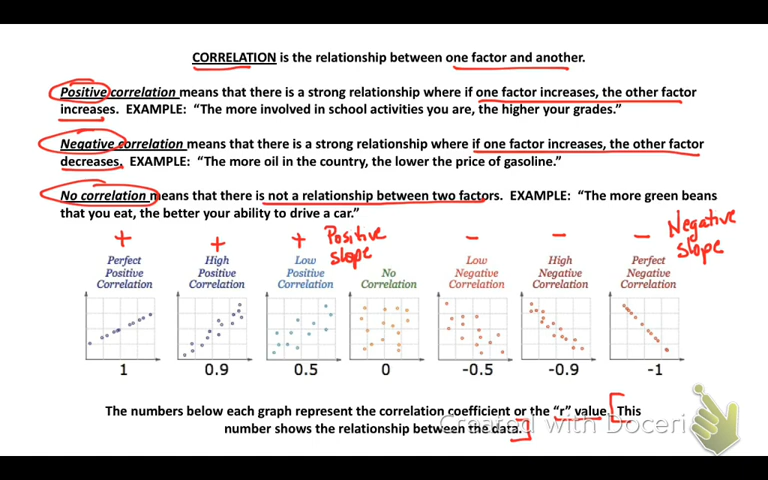 CORRELATION is the relationship between one factor and another.
Positive correlation means that there is a strong relationship where if one factor increases, the other factor
increases. EXAMPLE: “The more involved in school activities you are, the higher your grades.”
Negative correlation means that there is a strong relationship where if one factor increases, the other factor
decreases. EXAMPLE: “The more oil in the country, the lower the price of gasoline.”
No correlation means that there is not a relationship between two factors. EXAMPLE: “The more green beans
that you eat, the better your ability to drive a car.”
+ + + Positive slope - - - Negative slope
Perfect Positive Correlation
High Positive Correlation
Low Positive Correlation
No Correlation
Low Negative Correlation
High Negative Correlation
Perfect Negative Correlation
1 0.9 0.5 0 -0.5 -0.9 -1
The numbers below each graph represent the correlation coefficient or the “r” value. [This
number shows the relationship between the data.]
Created with Doceri